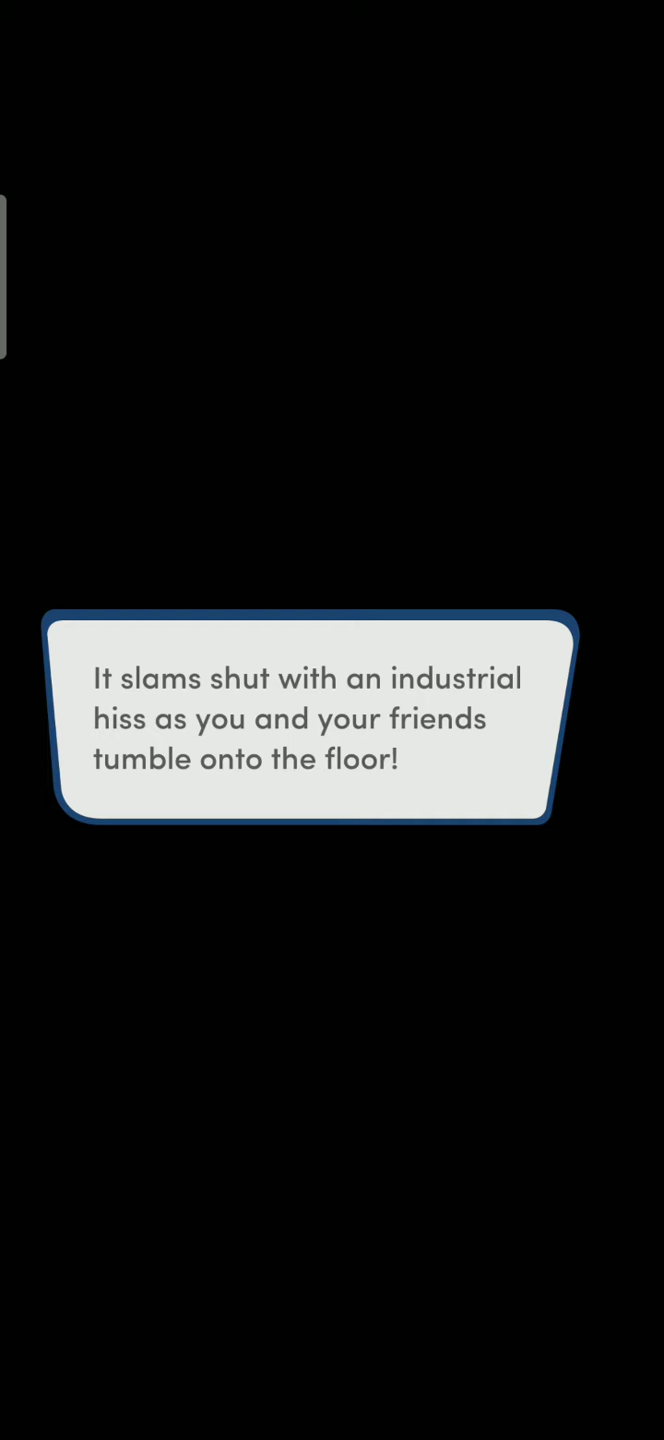 It slams shut with an industrial
hiss as you and your friends
tumble onto the floor!